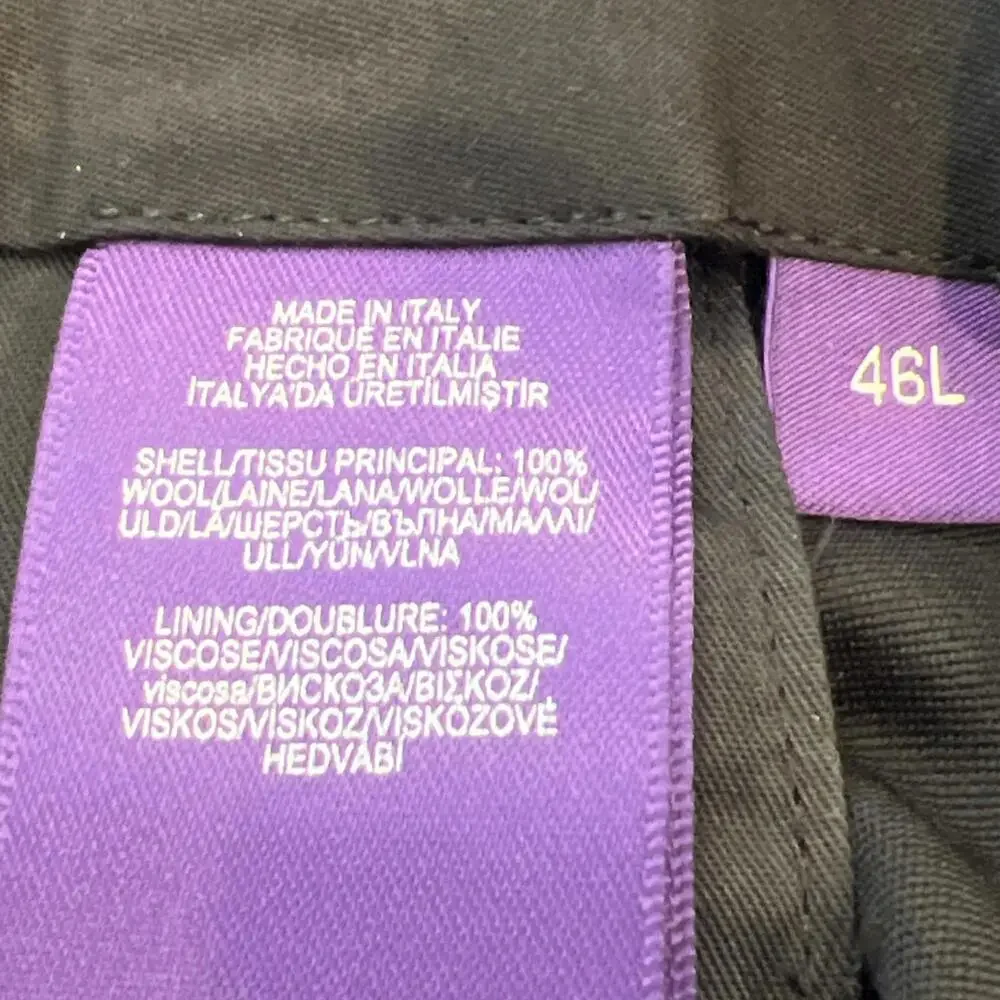 MADE IN ITALY
FABRIQUÉ EN ITALIE
HECHO EN ITALIA
İTALYA'DA ÜRETİLMİŞTİR
SHELL/TISSU PRINCIPAL: 100%
WOOL/LAINE/LANA/WOLLE/WOL/
ULD/LÃ/ШЕРСТЬ/ВЪЛНА/ΜΑΛΛΙ/
ULL/YÜN/VLNA
LINING/DOUBLURE: 100%
VISCOSE/VISCOSA/VISKOSE/
viscosa/ВИСКОЗА/ΒΙΣΚΟΖ/
VISKOS/VİSKOZ/VISKÓZOVÉ
HEDVÁBÍ
46L